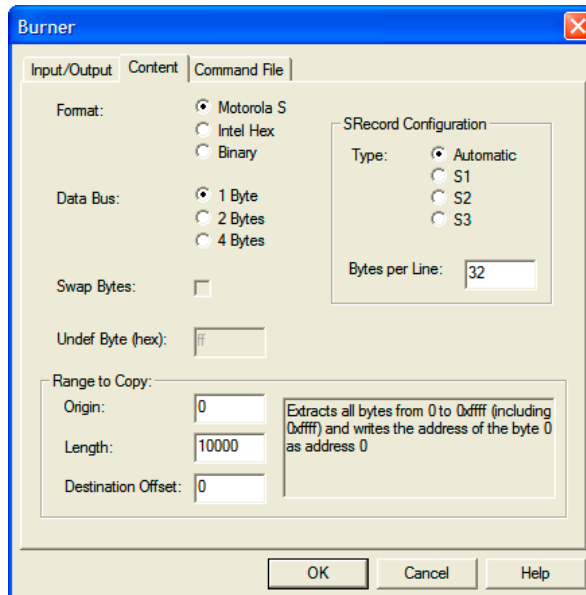 Burner
Input/Output Content Command File
Format:
Motorola S
Intel Hex
Binary
SRecord Configuration
Type:
Automatic
S1
S2
S3
Data Bus:
1 Byte
2 Bytes
4 Bytes
Bytes per Line: 32
Swap Bytes:
Undef Byte (hex): ff
Range to Copy:
Origin: 0
Length: 10000
Destination Offset: 0
Extracts all bytes from 0 to 0xffff (including
0xffff) and writes the address of the byte 0
as address 0
OK Cancel Help